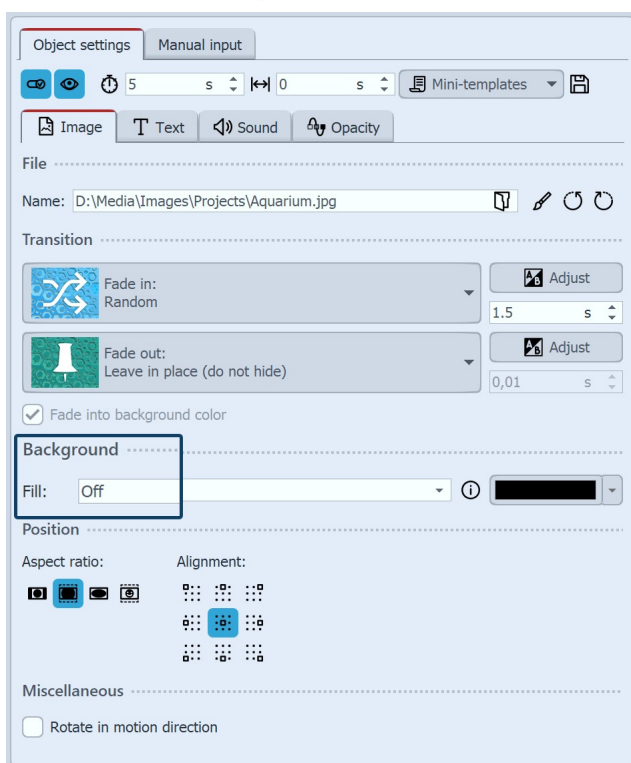 Object settings Manual input
5 s 0 s Mini-templates
Image T Text Sound Opacity
File
Name: D:\Media\Images\Projects\Aquarium.jpg
Transition
Fade in:
Random
A B Adjust
1.5 s
Fade out:
Leave in place (do not hide)
A B Adjust
0,01 s
Fade into background color
Background
Fill: Off
Position
Aspect ratio: Alignment:
Miscellaneous
Rotate in motion direction